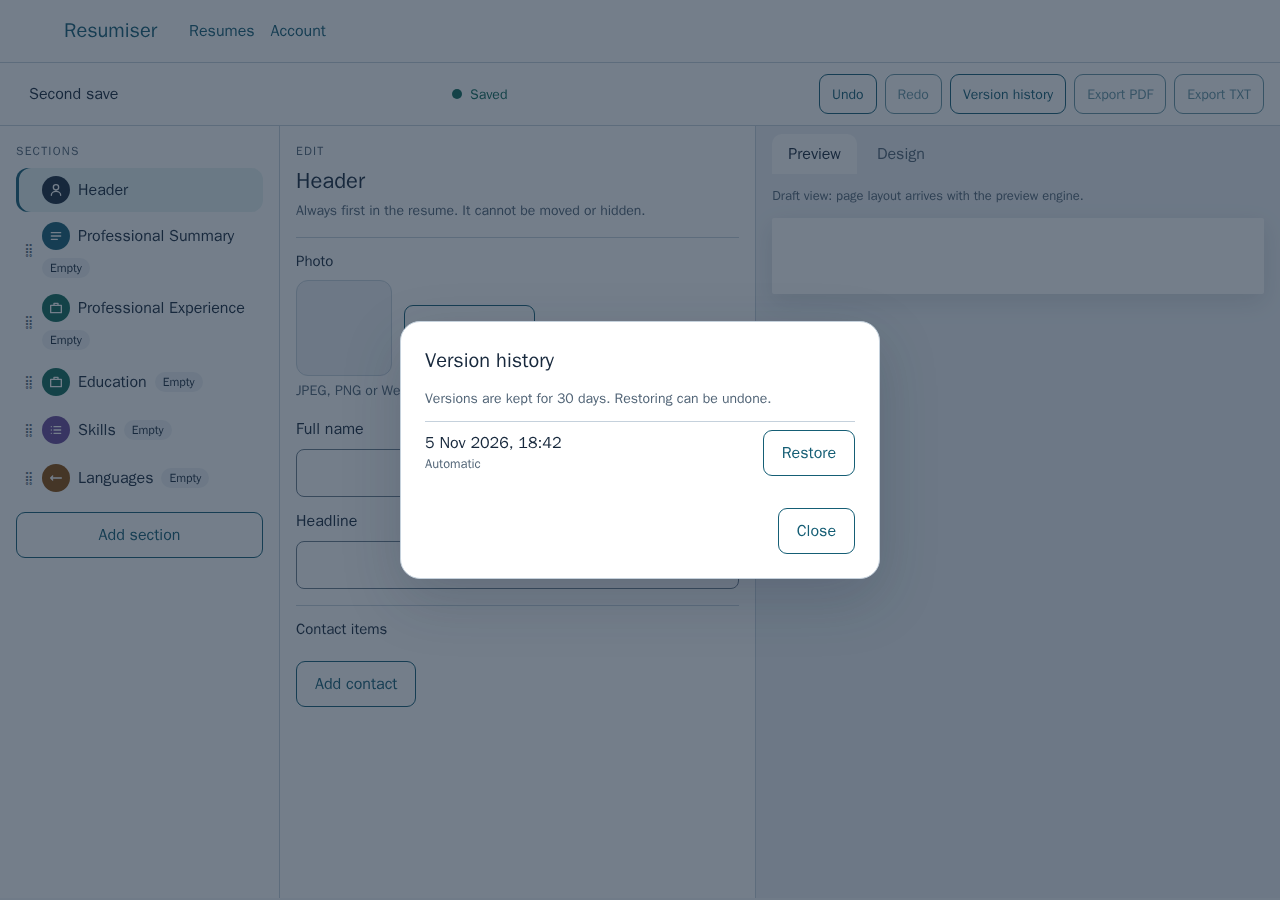 Resumiser
Resumes
Account
Second save
Saved
Undo
Redo
Version history
Export PDF
Export TXT
SECTIONS
Header
Professional Summary
Empty
Professional Experience
Empty
Education
Empty
Skills
Empty
Languages
Empty
Add section
EDIT
Header
Always first in the resume. It cannot be moved or hidden.
Photo
JPEG, PNG or
Full name
Headline
Contact items
Add contact
Preview
Design
Draft view: page layout arrives with the preview engine.
Version history
Versions are kept for 30 days. Restoring can be undone.
5 Nov 2026, 18:42
Automatic
Restore
Close